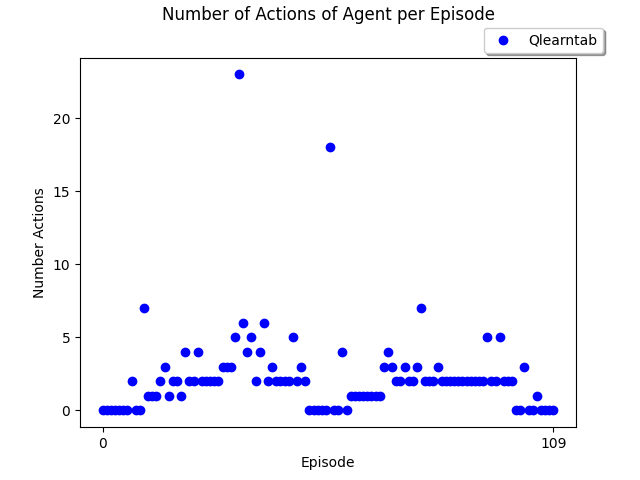 Number of Actions of Agent per Episode
Qlearntab
Number Actions
20
15
10
5
0
0
109
Episode